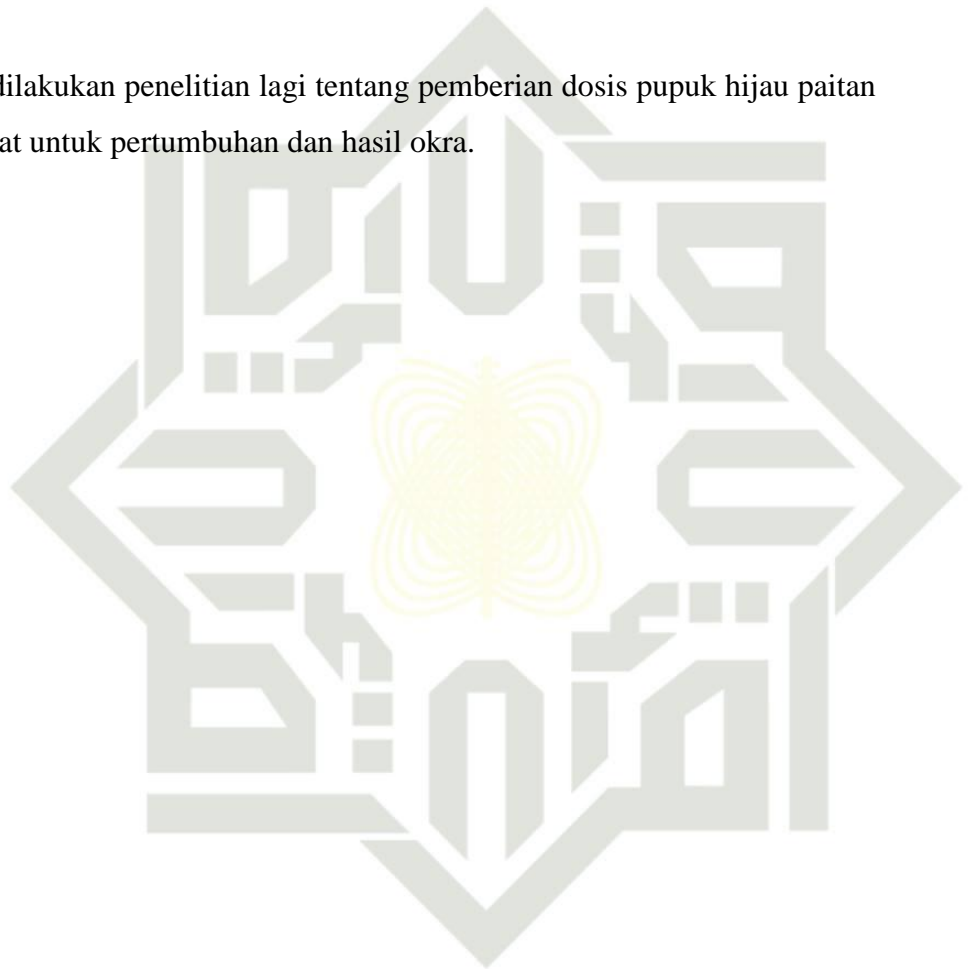 dilakukan penelitian lagi tentang pemberian dosis pupuk hijau paitan
at untuk pertumbuhan dan hasil okra.